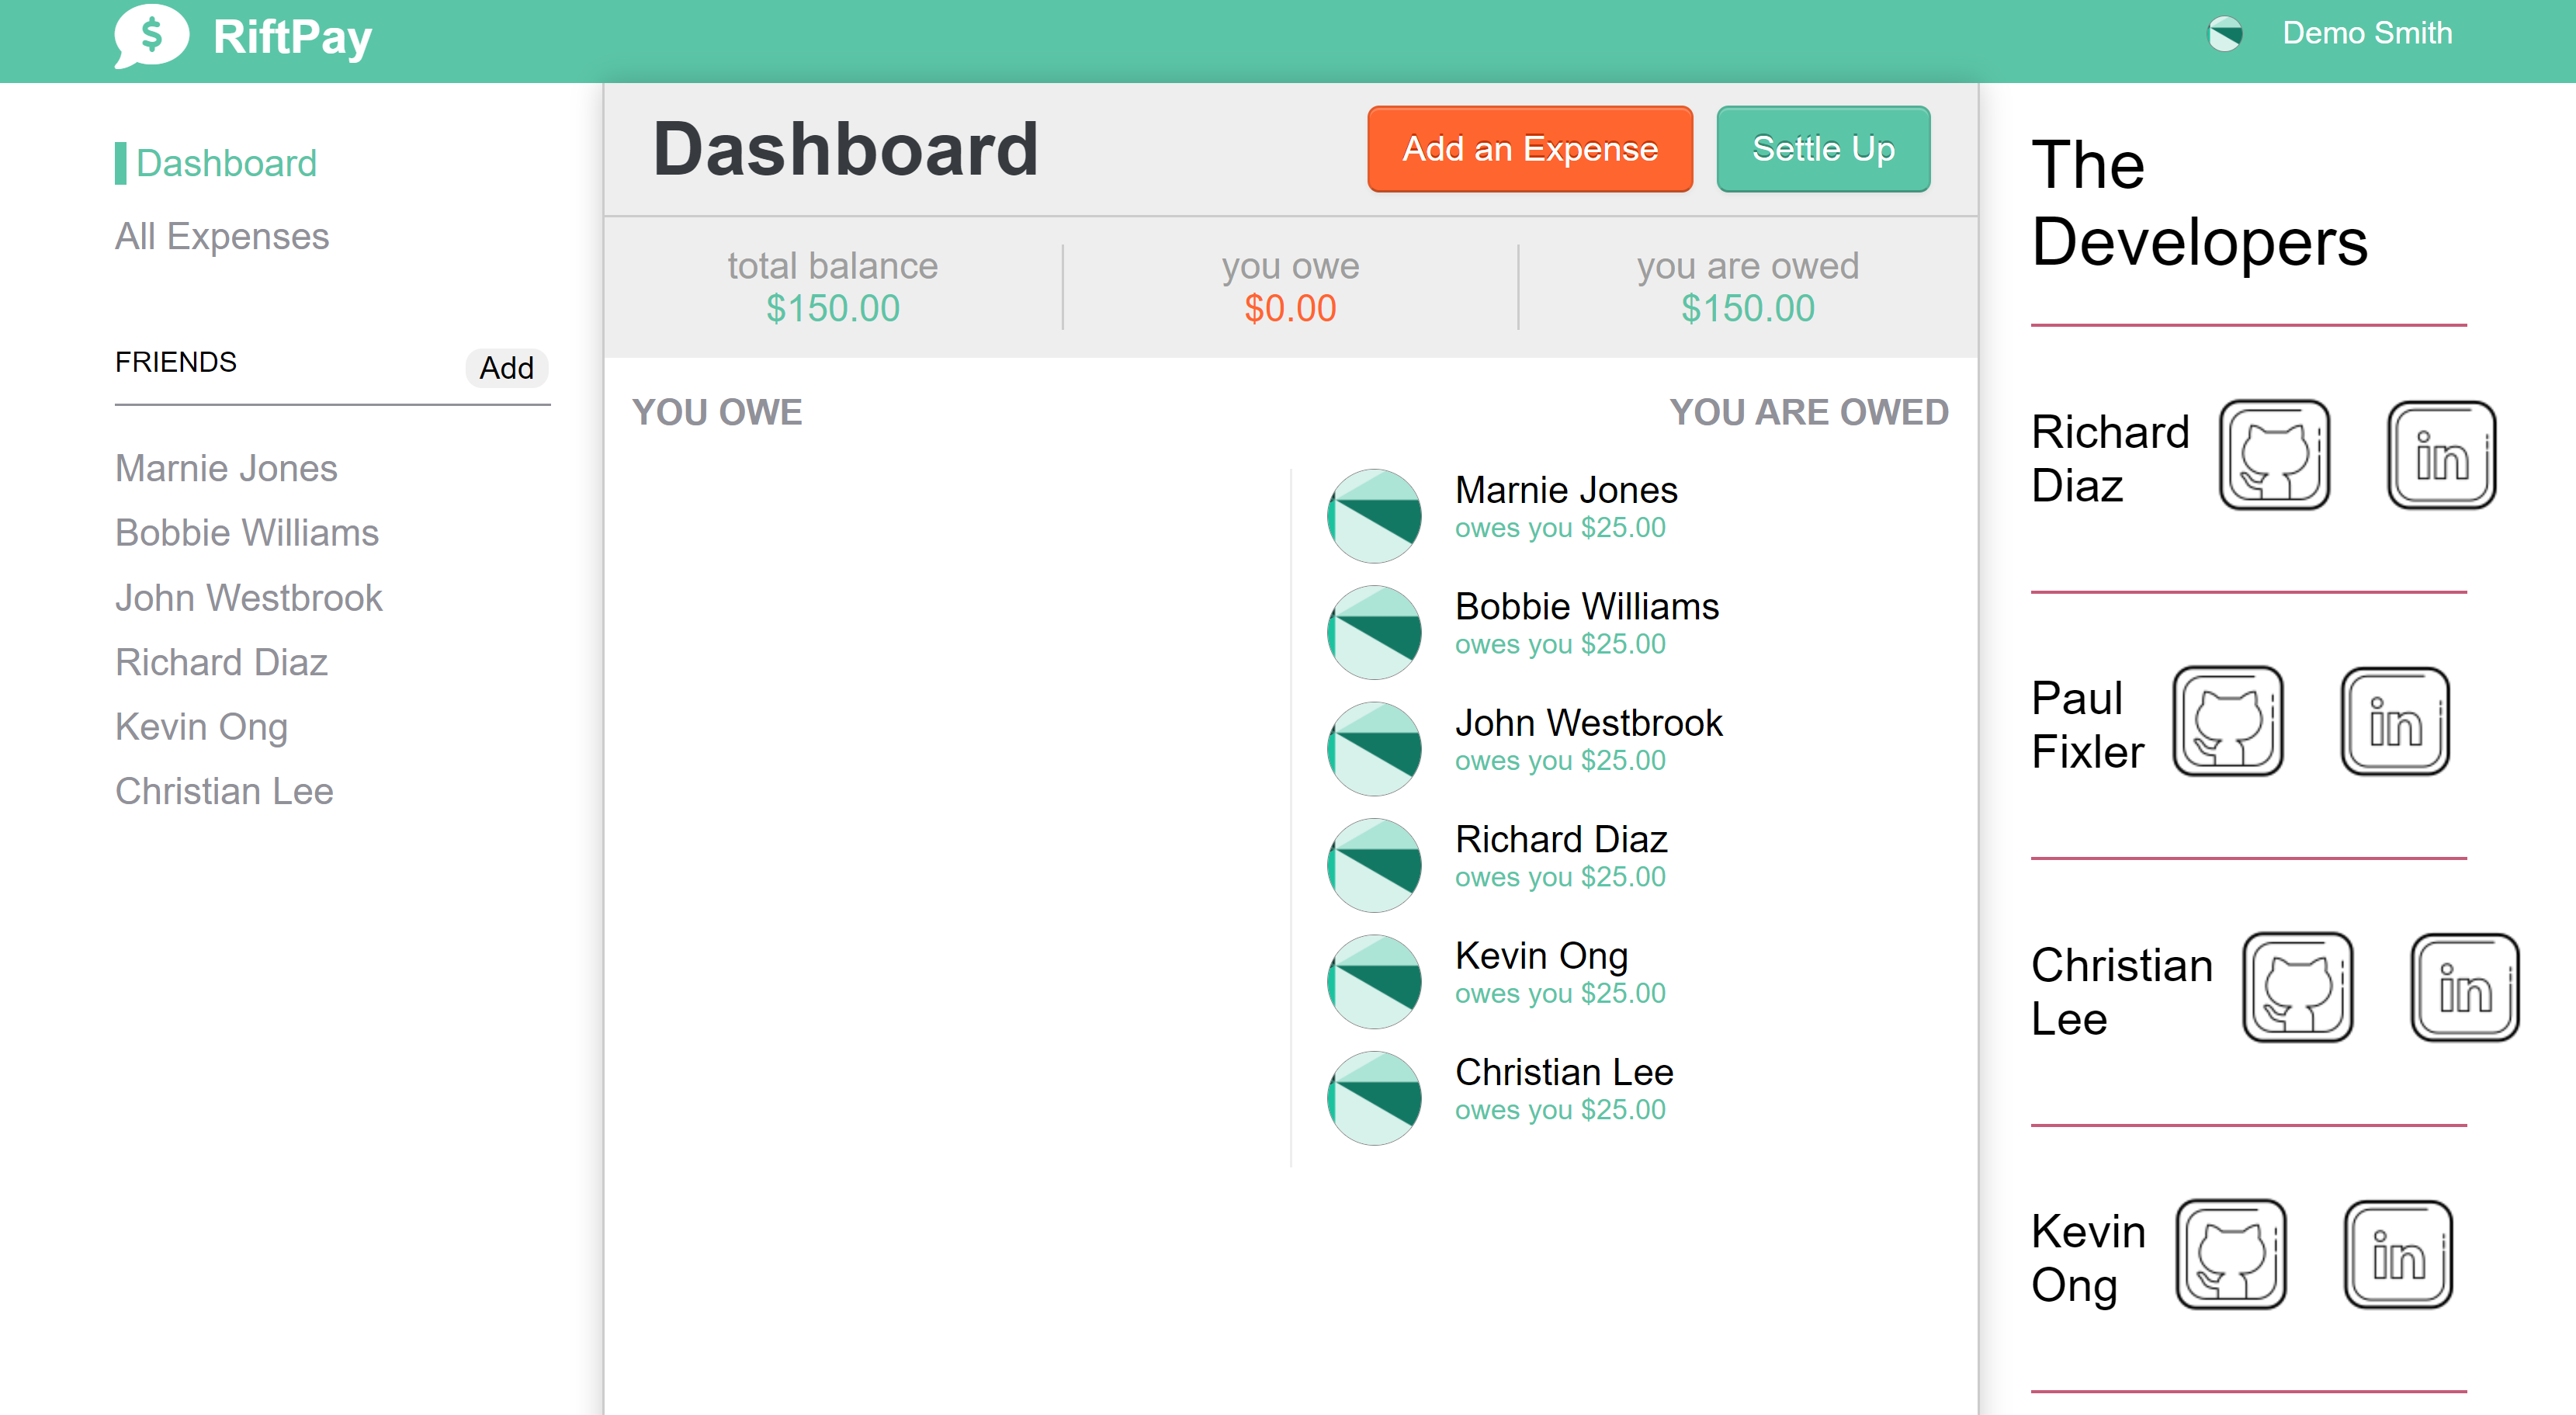 RiftPay
Demo Smith
Dashboard
All Expenses
FRIENDS
Add
Marnie Jones
Bobbie Williams
John Westbrook
Richard Diaz
Kevin Ong
Christian Lee
Dashboard
Add an Expense
Settle Up
total balance
$150.00
you owe
$0.00
you are owed
$150.00
YOU OWE
YOU ARE OWED
Marnie Jones
owes you $25.00
Bobbie Williams
owes you $25.00
John Westbrook
owes you $25.00
Richard Diaz
owes you $25.00
Kevin Ong
owes you $25.00
Christian Lee
owes you $25.00
The
Developers
Richard
Diaz
in
Paul
Fixler
in
Christian
Lee
in
Kevin
Ong
in